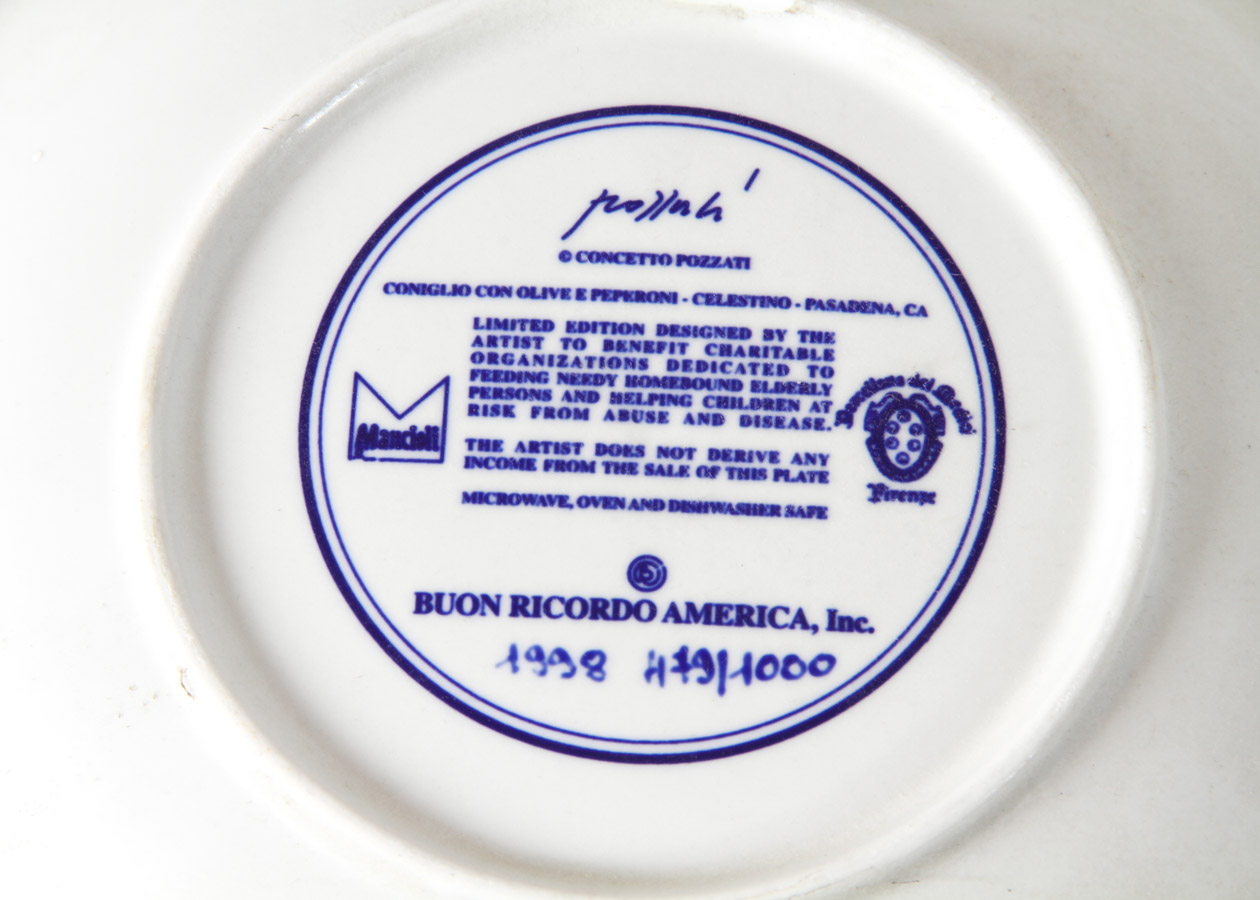 pozzati
© CONCETTO POZZATI
CONIGLIO CON OLIVE E PEPERONI - CELESTINO - PASADENA, CA
LIMITED EDITION DESIGNED BY THE
ARTIST TO BENEFIT CHARITABLE
ORGANIZATIONS DEDICATED TO
FEEDING NEEDY HOMEBOUND ELDERLY
PERSONS AND HELPING CHILDREN AT
RISK FROM ABUSE AND DISEASE.
Mancioli
dei Medici
Firenze
THE ARTIST DOES NOT DERIVE ANY
INCOME FROM THE SALE OF THIS PLATE
MICROWAVE, OVEN AND DISHWASHER SAFE
BUON RICORDO AMERICA, Inc.
1998 479/1000